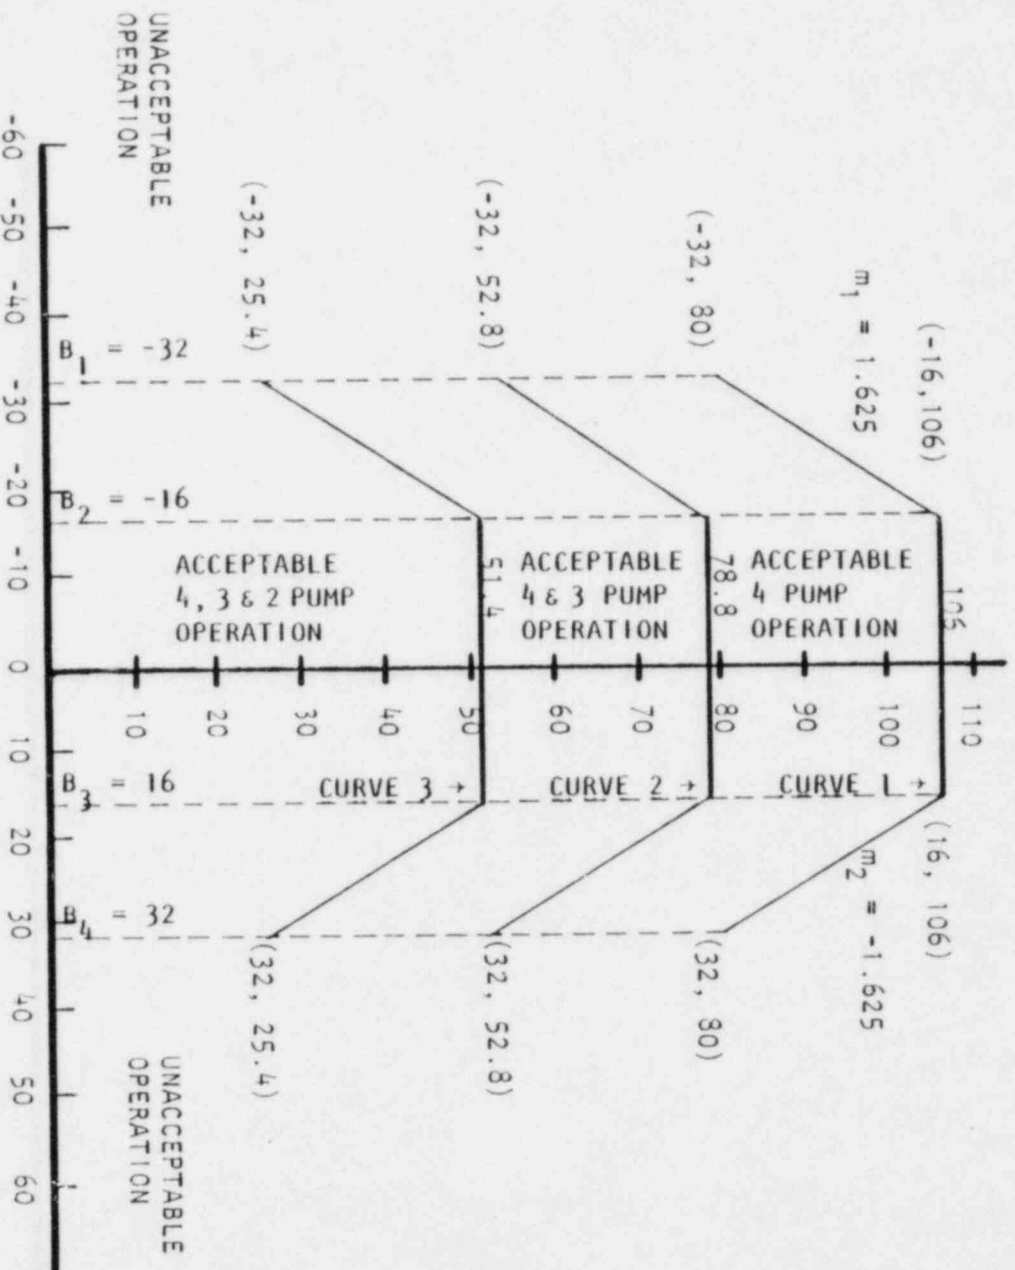 UNACCEPTABLE
OPERATION
(-16,106)
m1 = 1.625
(-32, 80)
(-32, 52.8)
(-32, 25.4)
-60
-50
-40
-30
-20
-10
0
10
20
30
40
50
60
B1 = -32
B2 = -16
B3 = 16
= 32
ACCEPTABLE
4, 3 & 2 PUMP
OPERATION
51.4
ACCEPTABLE
4 & 3 PUMP
OPERATION
78.8
ACCEPTABLE
4 PUMP
OPERATION
10
20
30
40
50
60
70
80
90
100
110
CURVE 3 →
CURVE 2 →
CURVE 1 →
(16, 106)
m2 = -1.625
(32, 80)
(32, 52.8)
(32, 25.4)
UNACCEPTABLE
OPERATION